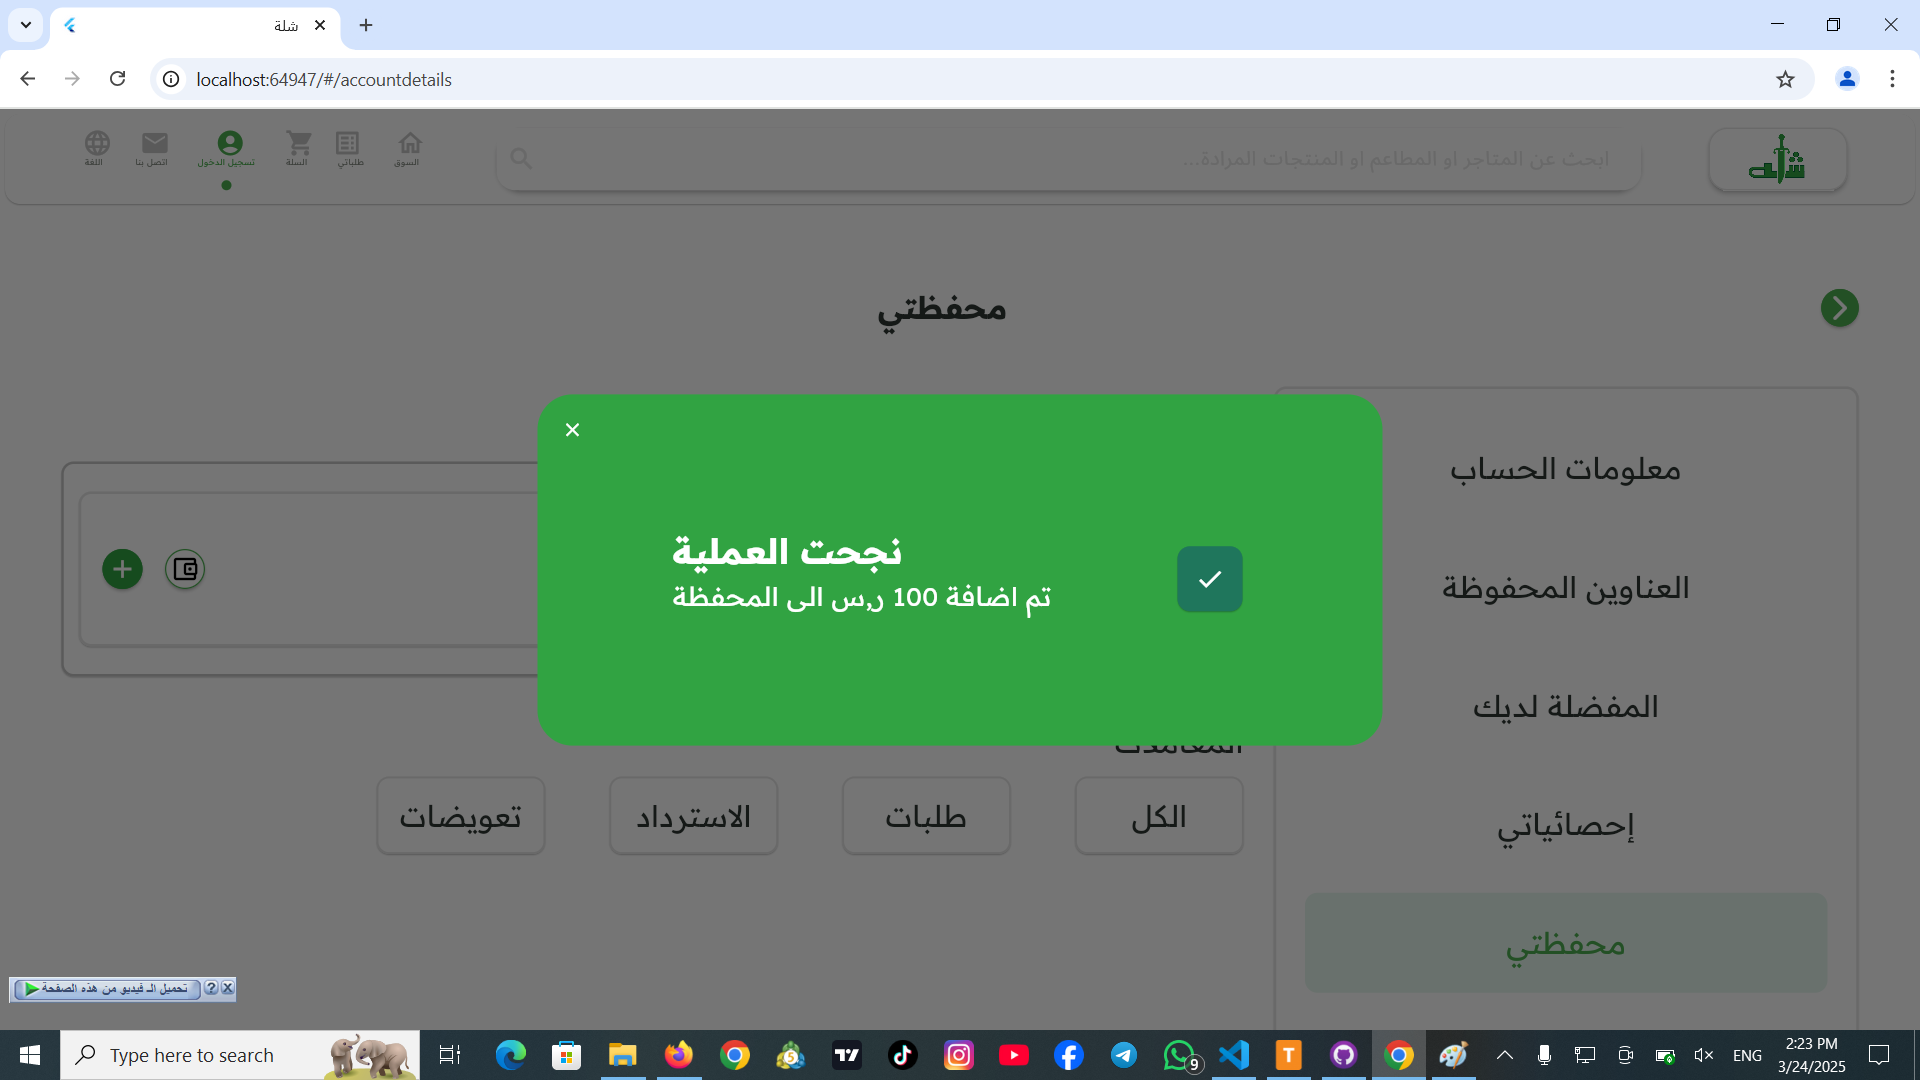 شلة
localhost:64947/#/accountdetails
شله
ابحث عن المتاجر او المطاعم او المنتجات المرادة...
السوق
طلباتي
السلة
تسجيل الدخول
اتصل بنا
اللغة
محفظتي
معلومات الحساب
العناوين المحفوظة
المفضلة لديك
إحصائياتي
محفظتي
نجحت العملية
تم اضافة 100 ر.س الى المحفظة
المعاملات
الكل
طلبات
الاسترداد
تعويضات
تحميل الـ فيديو من هذه الصفحة
Type here to search
9
ENG
2:23 PM
3/24/2025